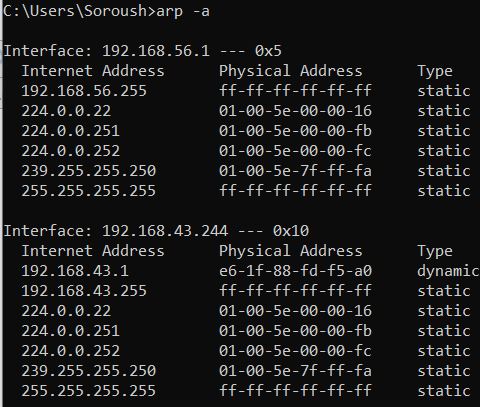 C:\Users\Soroush>arp -a
Interface: 192.168.56.1 --- 0x5
Internet Address Physical Address Type
192.168.56.255 ff-ff-ff-ff-ff-ff static
224.0.0.22 01-00-5e-00-00-16 static
224.0.0.251 01-00-5e-00-00-fb static
224.0.0.252 01-00-5e-00-00-fc static
239.255.255.250 01-00-5e-7f-ff-fa static
255.255.255.255 ff-ff-ff-ff-ff-ff static
Interface: 192.168.43.244 --- 0x10
Internet Address Physical Address Type
192.168.43.1 e6-1f-88-fd-f5-a0 dynamic
192.168.43.255 ff-ff-ff-ff-ff-ff static
224.0.0.22 01-00-5e-00-00-16 static
224.0.0.251 01-00-5e-00-00-fb static
224.0.0.252 01-00-5e-00-00-fc static
239.255.255.250 01-00-5e-7f-ff-fa static
255.255.255.255 ff-ff-ff-ff-ff-ff static